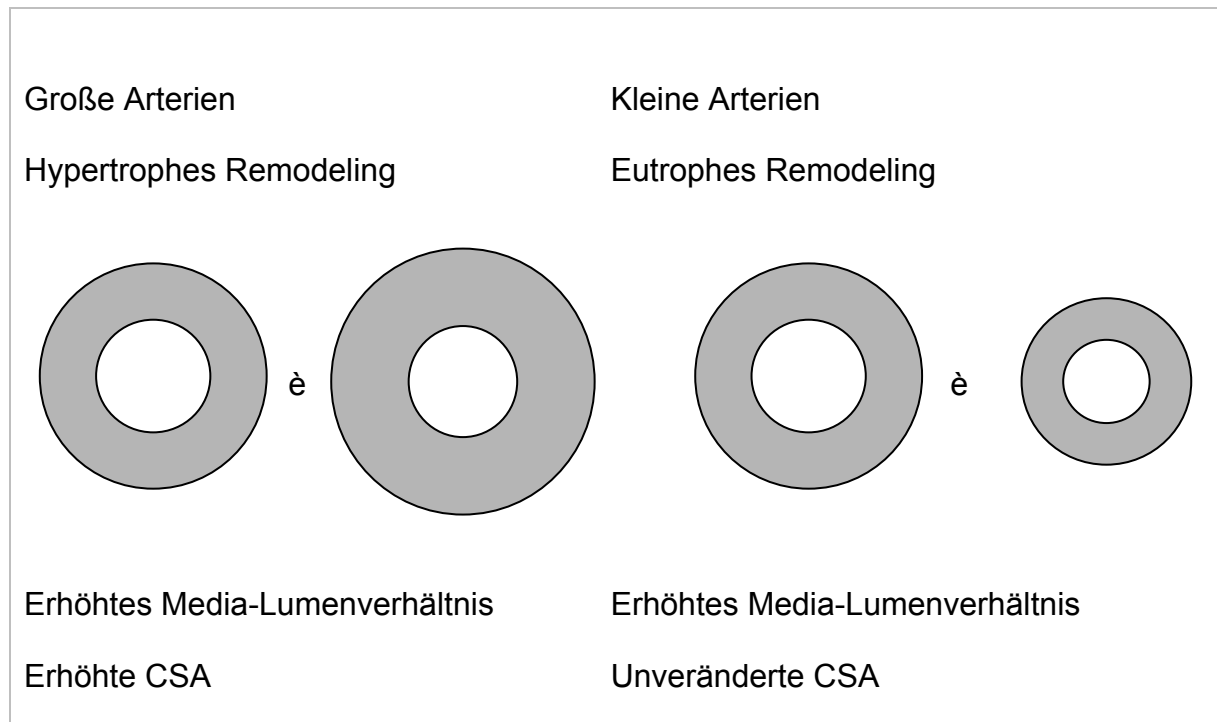 Große Arterien
Hypertrophes Remodeling
Kleine Arterien
Eutrophes Remodeling
è
è
Erhöhtes Media-Lumenverhältnis
Erhöhte CSA
Erhöhtes Media-Lumenverhältnis
Unveränderte CSA